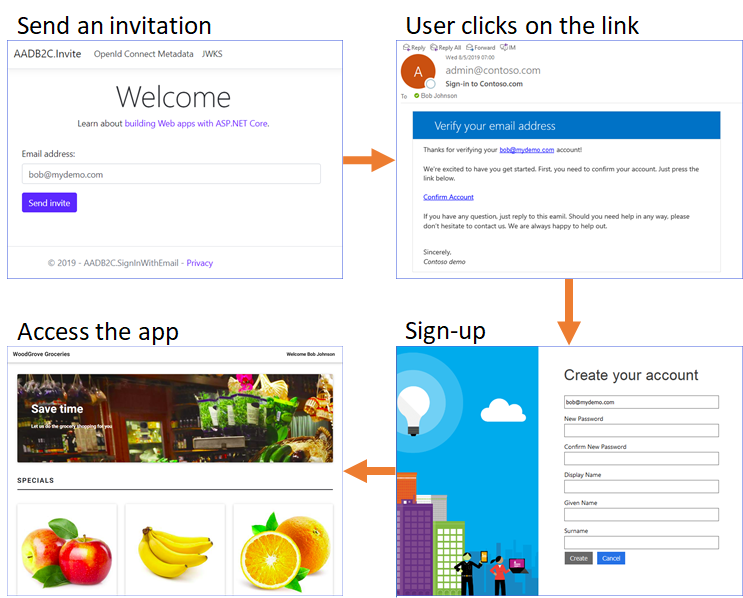 Send an invitation
AADB2C.Invite OpenId Connect Metadata JWKS
Welcome
Learn about building Web apps with ASP.NET Core.
Email address:
bob@mydemo.com
Send invite
© 2019 - AADB2C.SignInWithEmail - Privacy
User clicks on the link
Reply Reply All Forward IM
Wed 8/5/2019 07:00
A
admin@contoso.com
Sign-in to Contoso.com
To Bob Johnson
Verify your email address
Thanks for verifying your bob@mydemo.com account!
We're excited to have you get started. First, you need to confirm your account. Just press the
link below.
Confirm Account
If you have any question, just reply to this eamil. Should you need help in any way, please
don't hesitate to contact us. We are always happy to help out.
Sincerely,
Contoso demo
Sign-up
Create your account
bob@mydemo.com
New Password
Confirm New Password
Display Name
Given Name
Surname
Create Cancel
Access the app
WoodGrove Groceries Welcome Bob Johnson
Save time
Let us do the grocery shopping for you
SPECIALS